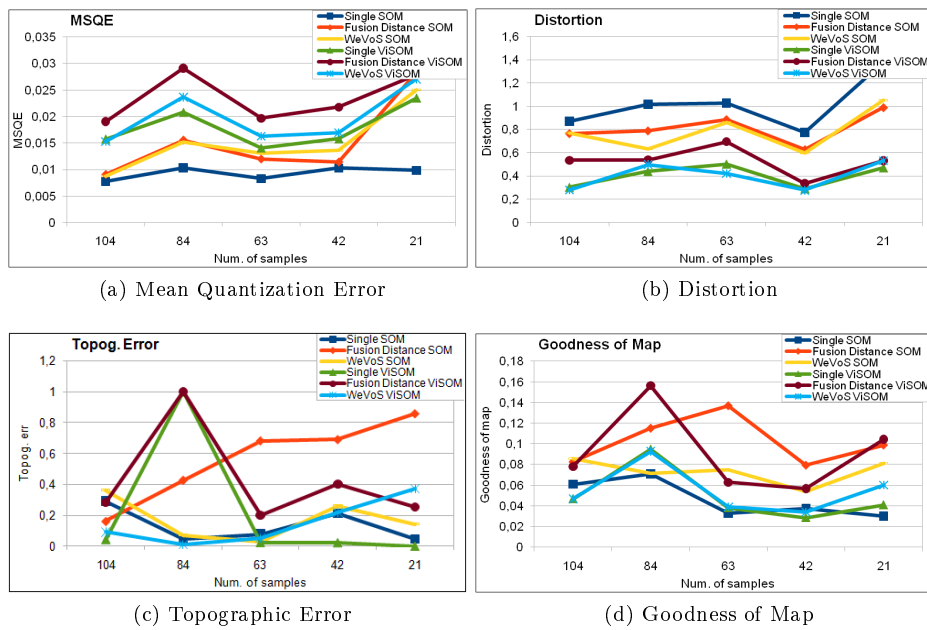 MSQE
Single SOM
Fusion Distance SOM
WeVoS SOM
Single ViSOM
Fusion Distance ViSOM
WeVoS ViSOM
0,035
0,03
0,025
0,02
0,015
0,01
0,005
0
MSQE
104 84 63 42 21
Num. of samples
(a) Mean Quantization Error
Distortion
Single SOM
Fusion Distance SOM
WeVoS SOM
Single ViSOM
Fusion Distance ViSOM
WeVoS ViSOM
1,6
1,4
1,2
1
0,8
0,6
0,4
0,2
0
Distortion
104 84 63 42 21
Num. of samples
(b) Distortion
Topog. Error
Single SOM
Fusion Distance SOM
WeVoS SOM
Single ViSOM
Fusion Distance ViSOM
WeVoS ViSOM
1,2
1
0,8
0,6
0,4
0,2
0
Topog. err
104 84 63 42 21
Num. of samples
(c) Topographic Error
Goodness of Map
Single SOM
Fusion Distance SOM
WeVoS SOM
Single ViSOM
Fusion Distance ViSOM
WeVoS ViSOM
0,18
0,16
0,14
0,12
0,1
0,08
0,06
0,04
0,02
0
Goodness of map
104 84 63 42 21
Num. of samples
(d) Goodness of Map